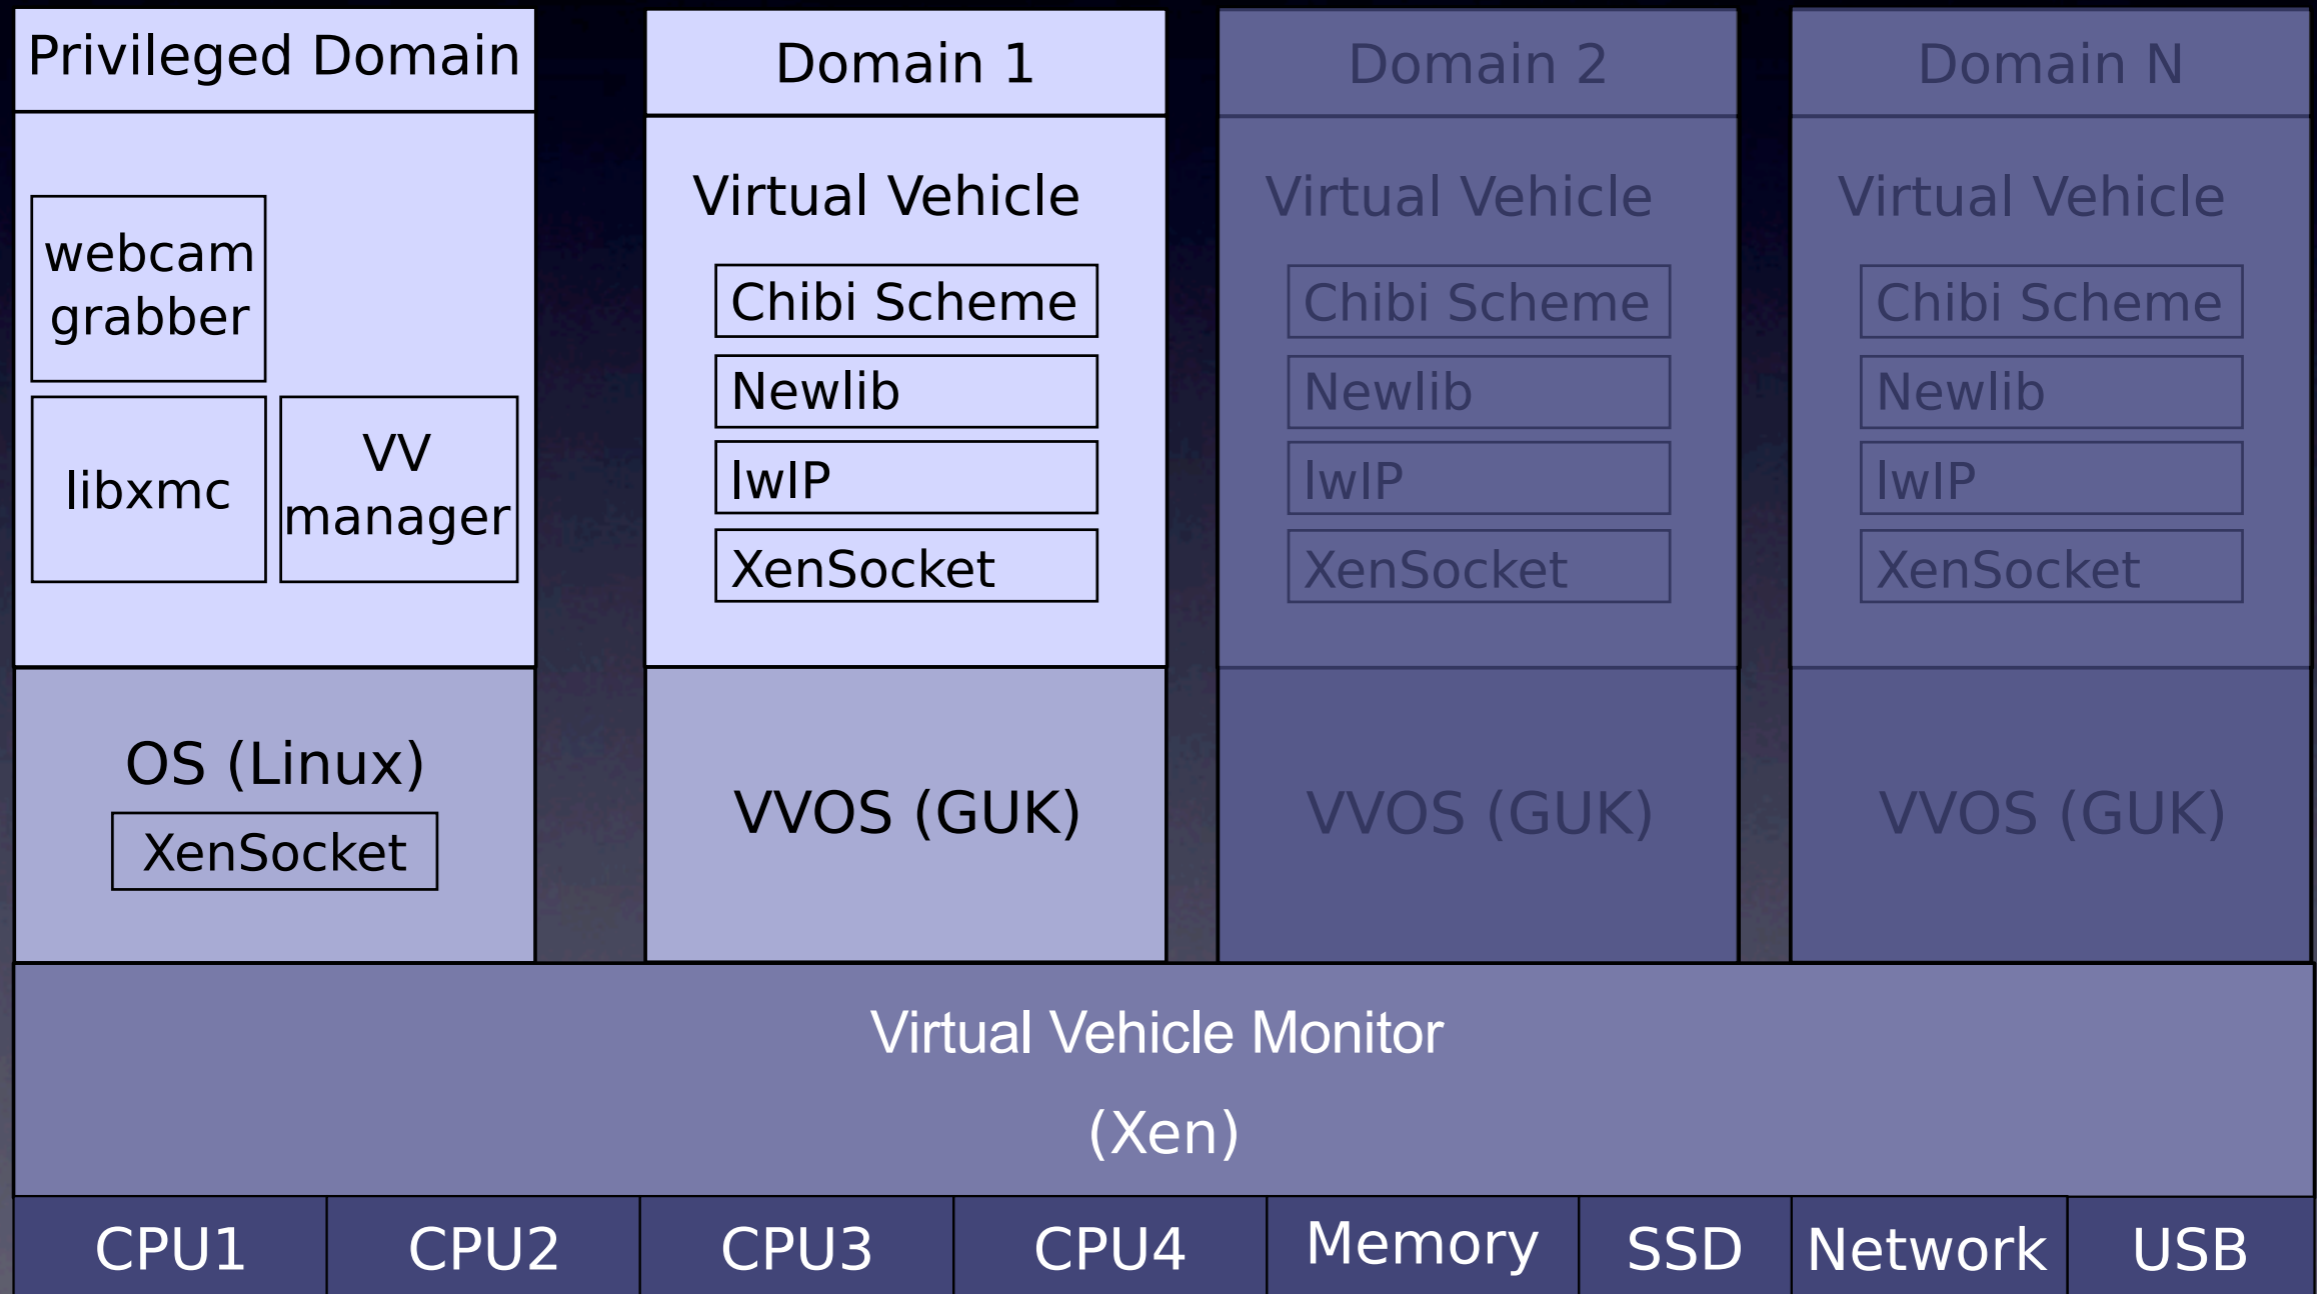 Privileged Domain
webcam
grabber
libxmc
VV
manager
OS (Linux)
XenSocket
Domain 1
Virtual Vehicle
Chibi Scheme
Newlib
lwIP
XenSocket
VVOS (GUK)
Domain 2
Virtual Vehicle
Chibi Scheme
Newlib
lwIP
XenSocket
VVOS (GUK)
Domain N
Virtual Vehicle
Chibi Scheme
Newlib
lwIP
XenSocket
VVOS (GUK)
Virtual Vehicle Monitor
(Xen)
CPU1
CPU2
CPU3
CPU4
Memory
SSD
Network
USB